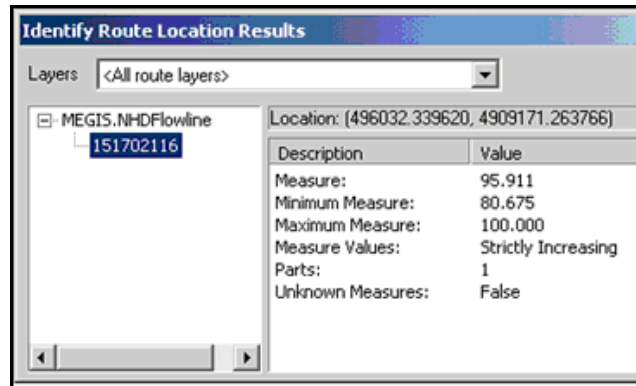 Identify Route Location Results
Layers <All route layers>
MEGIS.NHDFlowline
151702116
Location: (496032.339620, 4909171.263766)
Description Value
Measure: 95.911
Minimum Measure: 80.675
Maximum Measure: 100.000
Measure Values: Strictly Increasing
Parts: 1
Unknown Measures: False